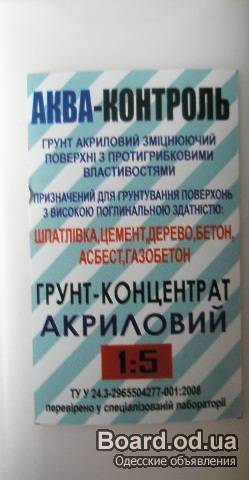 АКВА-КОНТРОЛЬ
ГРУНТ АКРИЛОВИЙ ЗМІЦНЮЮЧИЙ
ПОВЕРХНІ З ПРОТИГРИБКОВИМИ
ВЛАСТИВОСТЯМИ
ПРИЗНАЧЕНИЙ ДЛЯ ГРУНТУВАННЯ ПОВЕРХОНЬ
З ВИСОКОЮ ПОГЛИНАЛЬНОЮ ЗДАТНІСТЮ:
ШПАТЛІВКА,ЦЕМЕНТ,ДЕРЕВО,БЕТОН,
АСБЕСТ,ГАЗОБЕТОН
ГРУНТ-КОНЦЕНТРАТ
АКРИЛОВИЙ
1:5
ТУ У 24.3-2965504277-001:2008
перевірено у спеціалізованій лабораторії
Board.od.ua
Одесские объявления